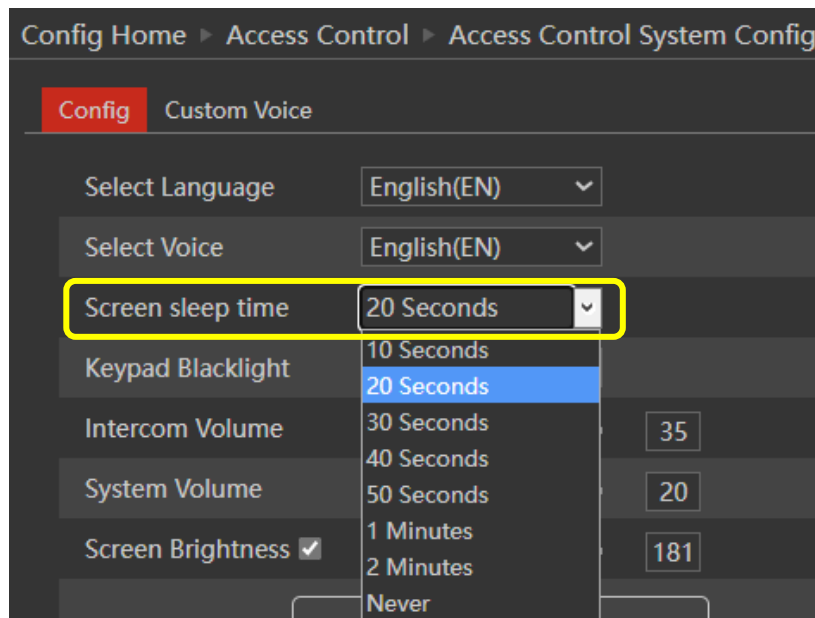 Config Home ▸ Access Control ▸ Access Control System Config
Config Custom Voice
Select Language English(EN)
Select Voice English(EN)
Screen sleep time 20 Seconds
10 Seconds
Keypad Blacklight
20 Seconds
30 Seconds
Intercom Volume 35
40 Seconds
System Volume 20
50 Seconds
1 Minutes
Screen Brightness 181
2 Minutes
Never